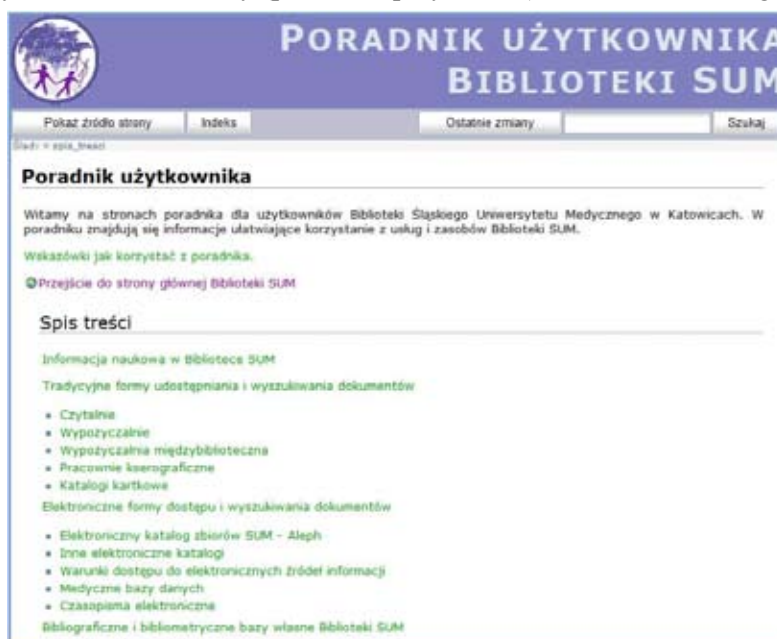 PORADNIK UŻYTKOWNIKA
BIBLIOTEKI SUM
Pokaż źródło strony Indeks Ostatnie zmiany Szukaj
Ślad: » spis_treści
Poradnik użytkownika
Witamy na stronach poradnika dla użytkowników Biblioteki Śląskiego Uniwersytetu Medycznego w Katowicach. W
poradniku znajdują się informacje ułatwiające korzystanie z usług i zasobów Biblioteki SUM.
Wskazówki jak korzystać z poradnika.
Przejście do strony głównej Biblioteki SUM
Spis treści
Informacja naukowa w Bibliotece SUM
Tradycyjne formy udostępniania i wyszukiwania dokumentów
Czytalnie
Wypożyczalnie
Wypożyczalnia międzybiblioteczna
Pracownie kserograficzne
Katalogi kartkowe
Elektroniczne formy dostępu i wyszukiwania dokumentów
Elektroniczny katalog zbiorów SUM - Aleph
Inne elektroniczne katalogi
Warunki dostępu do elektronicznych źródeł informacji
Medyczne bazy danych
Czasopisma elektroniczne
Bibliograficzne i bibliometryczne bazy własne Biblioteki SUM